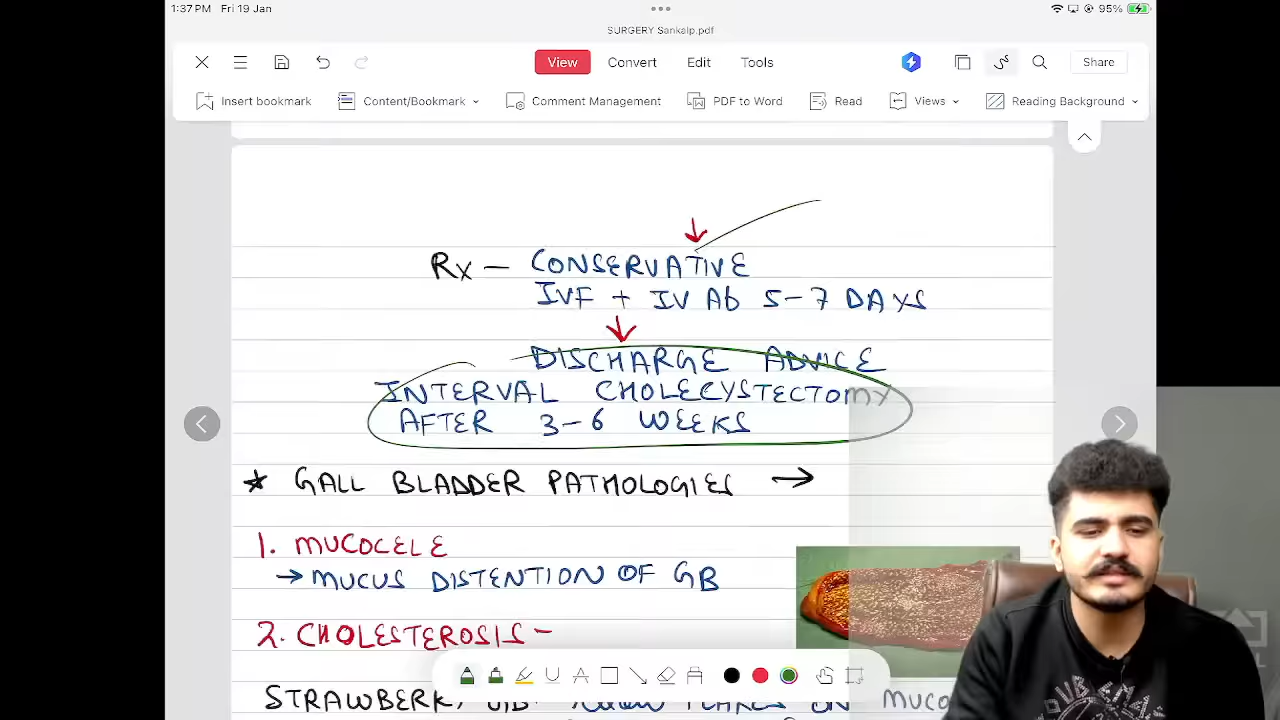 1:37 PM Fri 19 Jan
95%
SURGERY Sankalp.pdf
View Convert Edit Tools
Share
Insert bookmark Content/Bookmark Comment Management PDF to Word Read Views Reading Background
Rx — CONSERVATIVE
IVF + IV Ab 5-7 DAYS
DISCHARGE ADVICE
INTERVAL CHOLECYSTECTOMY
AFTER 3-6 WEEKS
* GALL BLADDER PATHOLOGIES →
1. MUCOCELE
→ MUCUS DISTENTION OF GB
2. CHOLESTEROSIS-